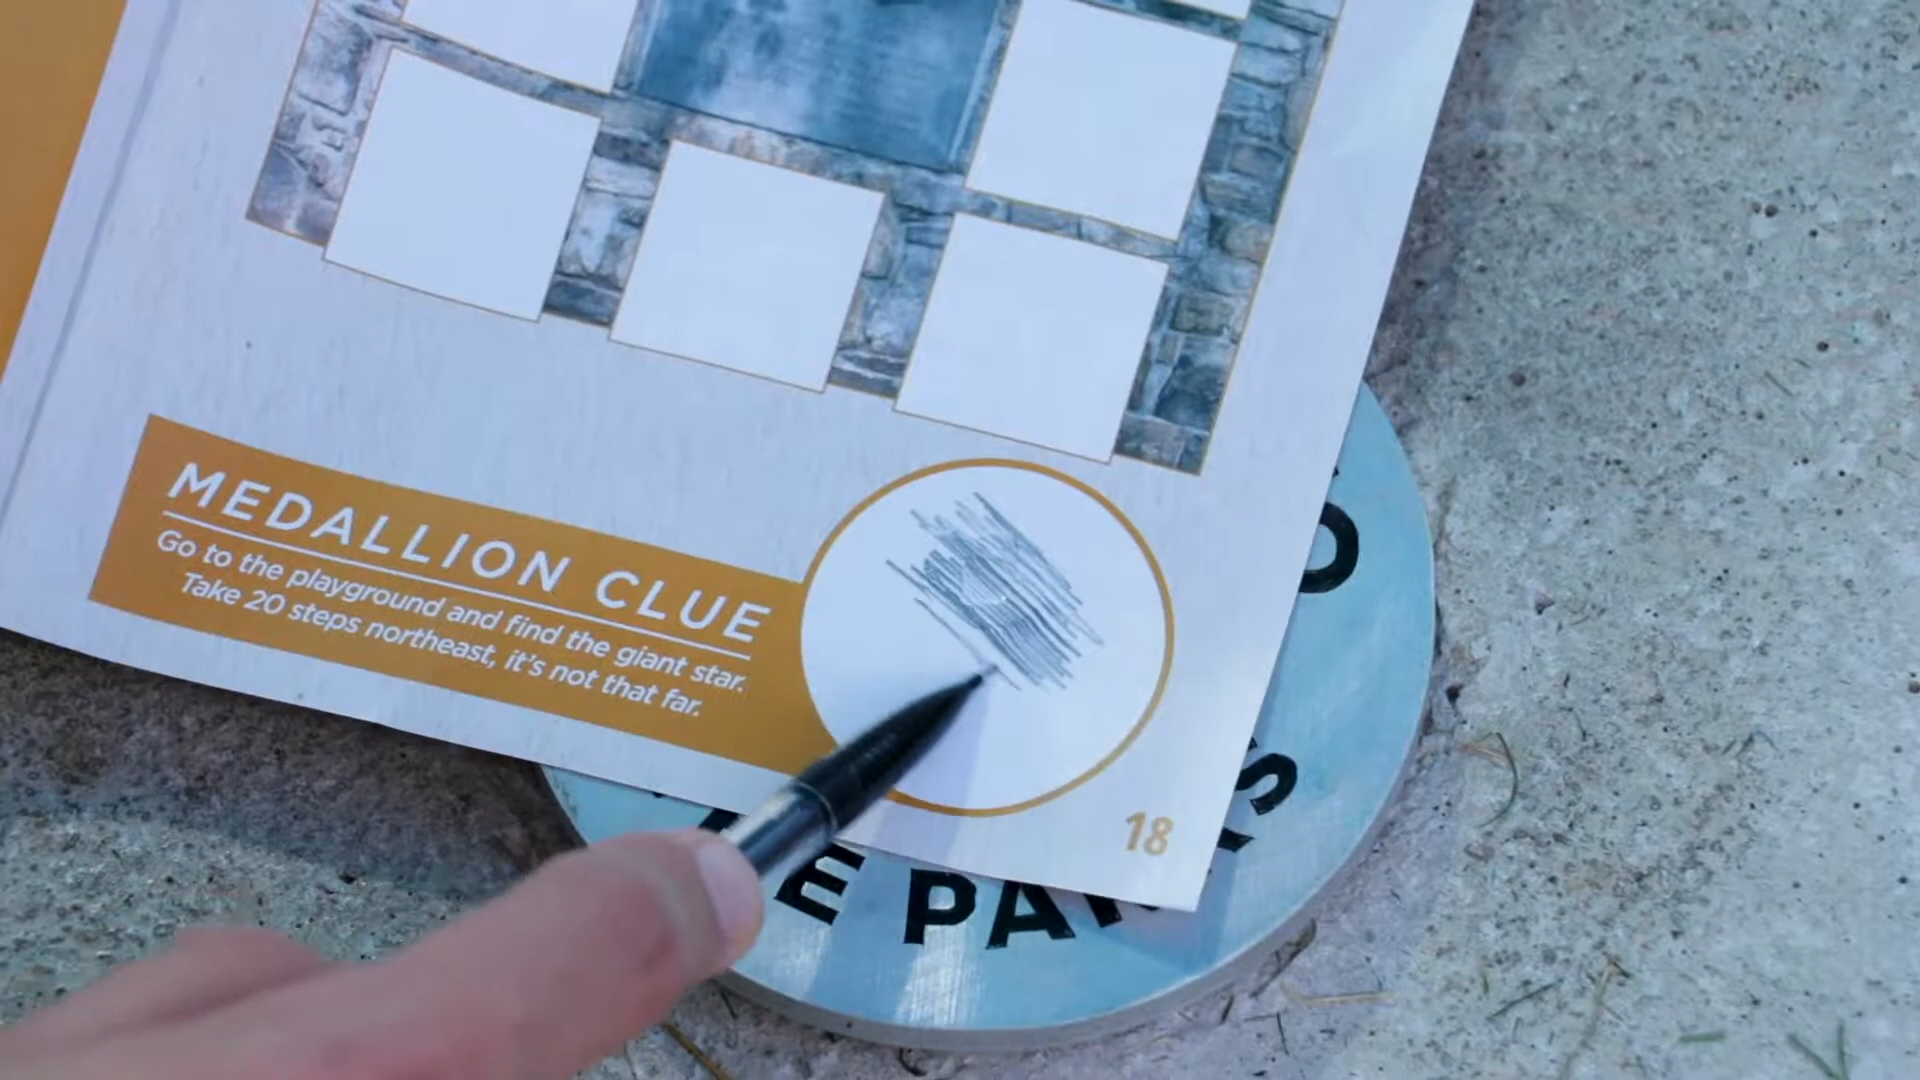 MEDALLION CLUE
Go to the playground and find the giant star.
Take 20 steps northeast, it's not that far.
18